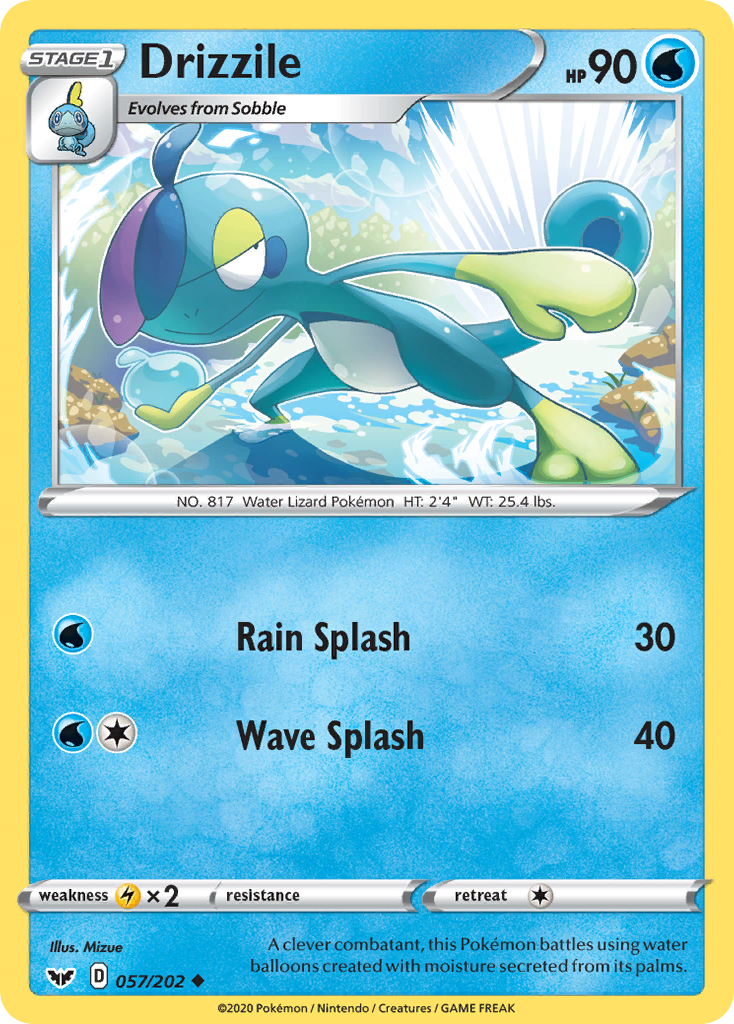 STAGE1
Drizzile
HP90
Evolves from Sobble
NO. 817 Water Lizard Pokémon HT: 2'4" WT: 25.4 lbs.
Rain Splash 30
Wave Splash 40
weakness ×2 resistance retreat
Illus. Mizue
A clever combatant, this Pokémon battles using water
balloons created with moisture secreted from its palms.
D 057/202
©2020 Pokémon / Nintendo / Creatures / GAME FREAK